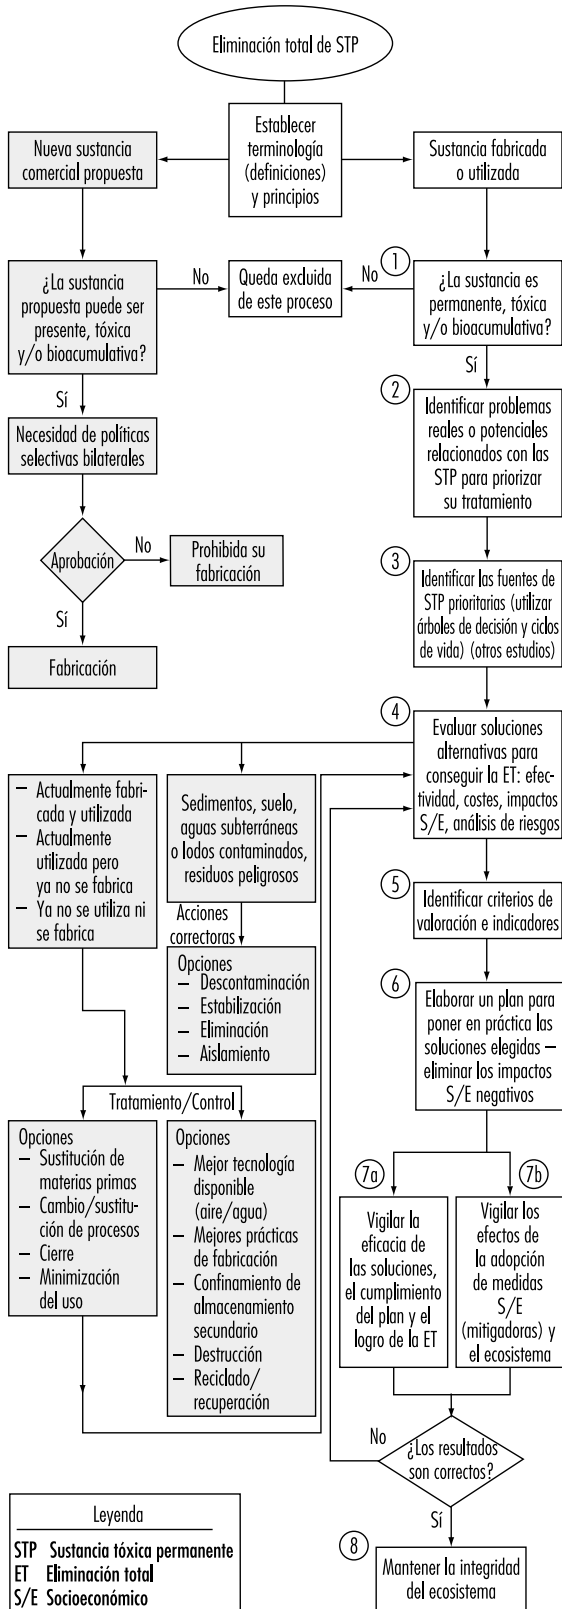 Eliminación total de STP
Establecer
terminología
(definiciones)
y principios
Nueva sustancia
comercial propuesta
Sustancia fabricada
o utilizada
¿La sustancia
propuesta puede ser
presente, tóxica
y/o bioacumulativa?
No
Queda excluida
de este proceso
No
1
¿La sustancia es
permanente, tóxica
y/o bioacumulativa?
Sí
Sí
Necesidad de políticas
selectivas bilaterales
Aprobación
No
Prohibida su
fabricación
Sí
Fabricación
2
Identificar problemas
reales o potenciales
relacionados con las
STP para priorizar
su tratamiento
3
Identificar las fuentes de
STP prioritarias (utilizar
árboles de decisión y ciclos
de vida) (otros estudios)
4
Evaluar soluciones
alternativas para
conseguir la ET: efec-
tividad, costes, impactos
S/E, análisis de riesgos
– Actualmente fabri-
cada y utilizada
– Actualmente
utilizada pero
ya no se fabrica
– Ya no se utiliza ni
se fabrica
Sedimentos, suelo,
aguas subterráneas
o lodos contaminados,
residuos peligrosos
Acciones
correctoras
Opciones
– Descontaminación
– Estabilización
– Eliminación
– Aislamiento
5
Identificar criterios de
valoración e indicadores
6
Elaborar un plan para
poner en práctica las
soluciones elegidas –
eliminar los impactos
S/E negativos
Tratamiento/Control
Opciones
– Sustitución de
materias primas
– Cambio/sustitu-
ción de procesos
– Cierre
– Minimización
del uso
Opciones
– Mejor tecnología
disponible
(aire/agua)
– Mejores prácticas
de fabricación
– Confinamiento de
almacenamiento
secundario
– Destrucción
– Reciclado/
recuperación
7a
Vigilar la
eficacia de
las soluciones,
el cumplimiento
del plan y el
logro de la ET
7b
Vigilar los
efectos de
la adopción
de medidas
S/E
(mitigadoras) y
el ecosistema
No
¿Los resultados
son correctos?
Sí
8
Mantener la integridad
del ecosistema
Leyenda
STP Sustancia tóxica permanente
ET Eliminación total
S/E Socioeconómico